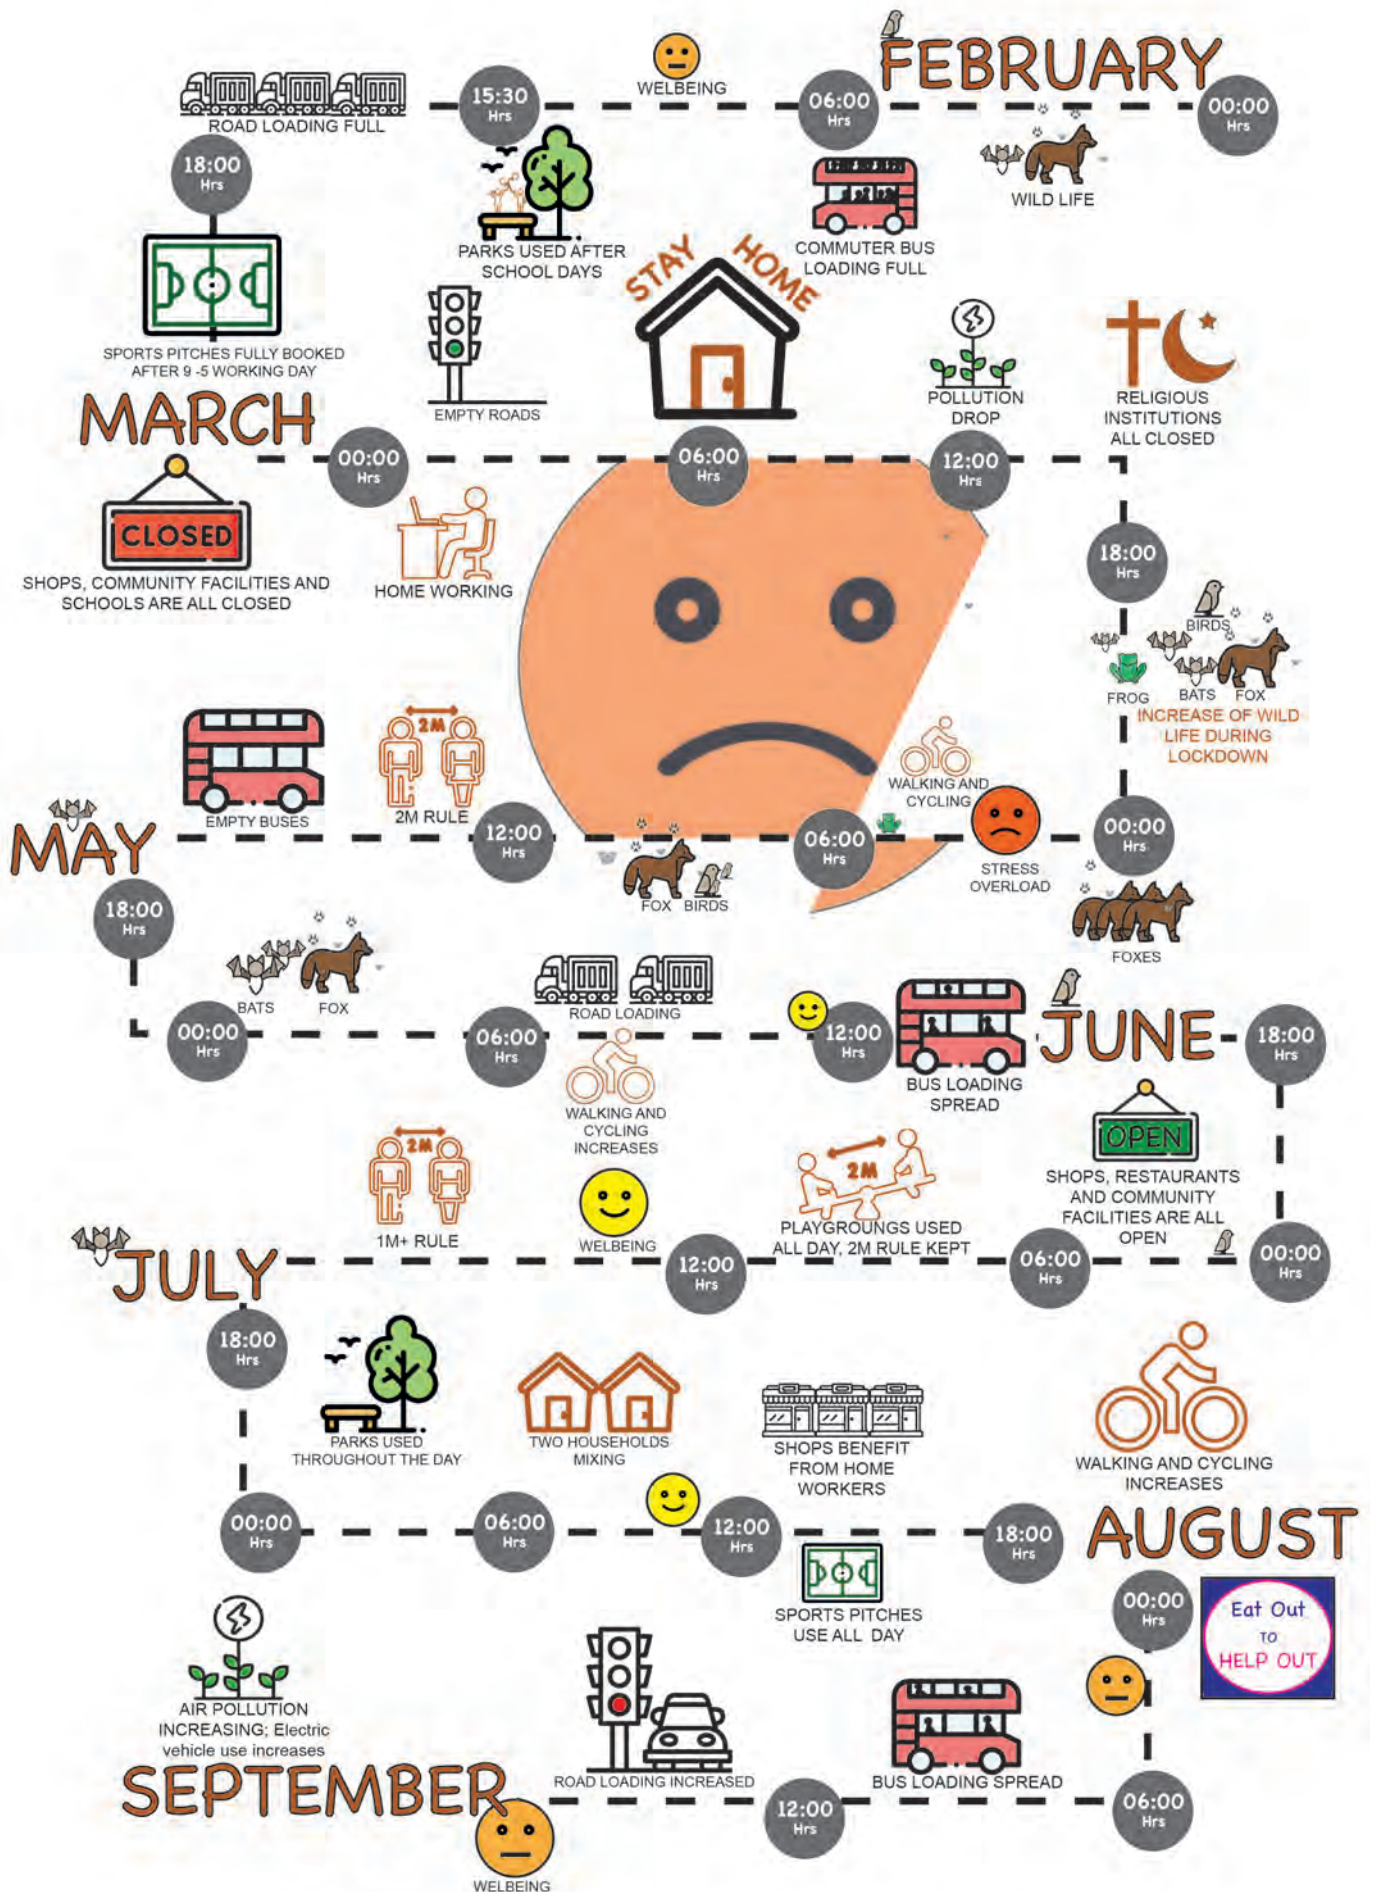 FEBRUARY
00:00
Hrs
WILD LIFE
06:00
Hrs
COMMUTER BUS
LOADING FULL
WELBEING
15:30
Hrs
PARKS USED AFTER
SCHOOL DAYS
ROAD LOADING FULL
18:00
Hrs
SPORTS PITCHES FULLY BOOKED
AFTER 9 -5 WORKING DAY
MARCH
CLOSED
SHOPS, COMMUNITY FACILITIES AND
SCHOOLS ARE ALL CLOSED
00:00
Hrs
EMPTY ROADS
HOME WORKING
STAY HOME
06:00
Hrs
POLLUTION
DROP
12:00
Hrs
RELIGIOUS
INSTITUTIONS
ALL CLOSED
18:00
Hrs
BIRDS
FROG
BATS
FOX
INCREASE OF WILD
LIFE DURING
LOCKDOWN
00:00
Hrs
FOXES
WALKING AND
CYCLING
STRESS
OVERLOAD
06:00
Hrs
FOX
BIRDS
12:00
Hrs
2M
2M RULE
EMPTY BUSES
MAY
18:00
Hrs
BATS
FOX
00:00
Hrs
06:00
Hrs
ROAD LOADING
WALKING AND
CYCLING
INCREASES
12:00
Hrs
BUS LOADING
SPREAD
JUNE
18:00
Hrs
OPEN
SHOPS, RESTAURANTS
AND COMMUNITY
FACILITIES ARE ALL
OPEN
00:00
Hrs
06:00
Hrs
2M
PLAYGROUNGS USED
ALL DAY, 2M RULE KEPT
12:00
Hrs
WELBEING
2M
1M+ RULE
JULY
18:00
Hrs
PARKS USED
THROUGHOUT THE DAY
TWO HOUSEHOLDS
MIXING
SHOPS BENEFIT
FROM HOME
WORKERS
WALKING AND CYCLING
INCREASES
00:00
Hrs
06:00
Hrs
12:00
Hrs
SPORTS PITCHES
USE ALL DAY
18:00
Hrs
AUGUST
00:00
Hrs
Eat Out
TO
HELP OUT
06:00
Hrs
BUS LOADING SPREAD
12:00
Hrs
ROAD LOADING INCREASED
AIR POLLUTION
INCREASING; Electric
vehicle use increases
SEPTEMBER
WELBEING